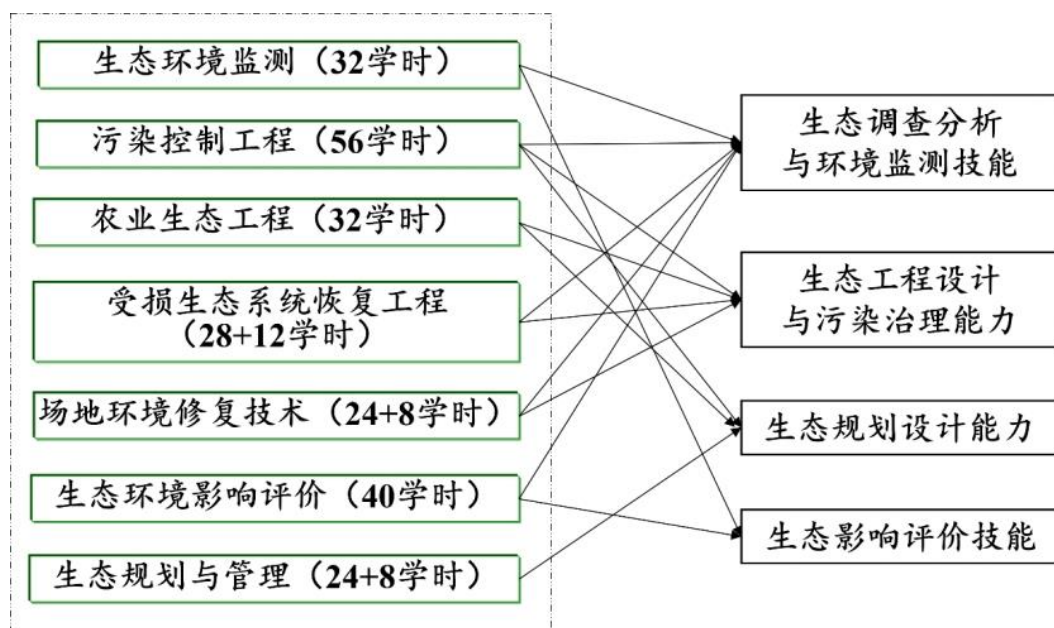 生态环境监测（32学时）
污染控制工程（56学时）
农业生态工程（32学时）
受损生态系统恢复工程
（28+12学时）
场地环境修复技术（24+8学时）
生态环境影响评价（40学时）
生态规划与管理（24+8学时）
生态调查分析
与环境监测技能
生态工程设计
与污染治理能力
生态规划设计能力
生态影响评价技能